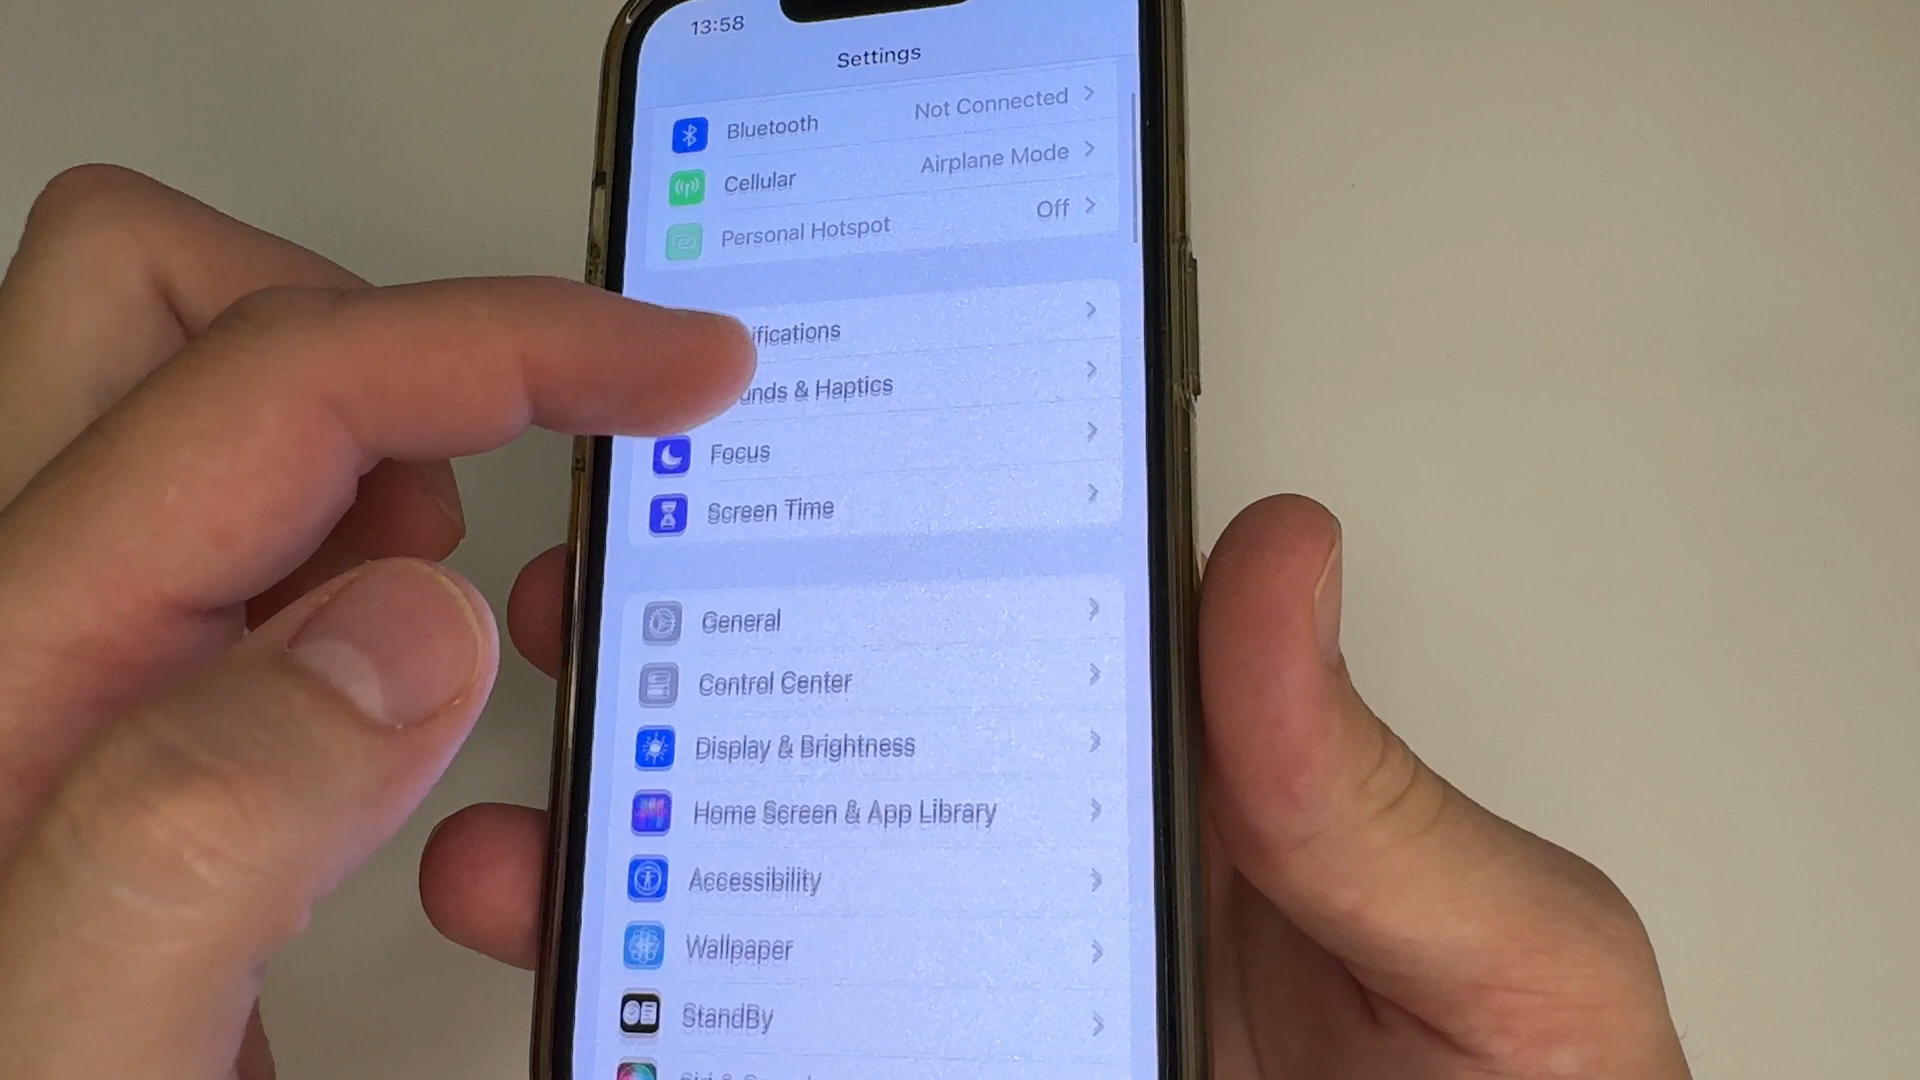 13:58
Settings
Bluetooth Not Connected
Cellular Airplane Mode
Personal Hotspot Off
ifications
unds & Haptics
Focus
Screen Time
General
Control Center
Display & Brightness
Home Screen & App Library
Accessibility
Wallpaper
StandBy